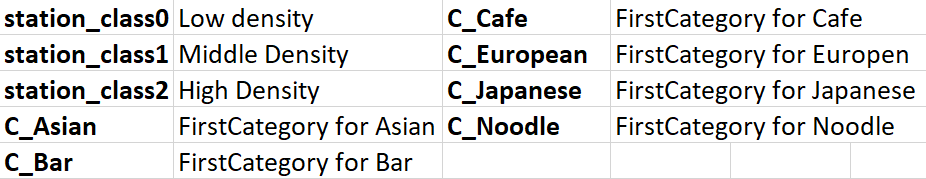 station_class0 Low density C_Cafe FirstCategory for Cafe
station_class1 Middle Density C_European FirstCategory for Europen
station_class2 High Density C_Japanese FirstCategory for Japanese
C_Asian FirstCategory for Asian C_Noodle FirstCategory for Noodle
C_Bar FirstCategory for Bar